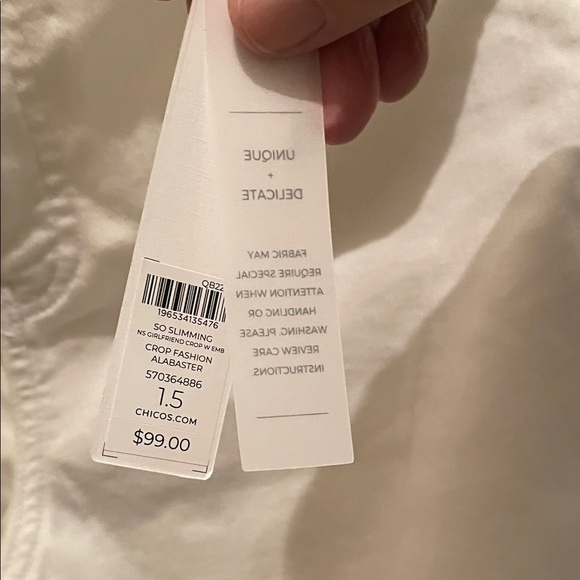 QB22
196534135476
SO SLIMMING
NS GIRLFRIEND CROP W EMB
CROP FASHION
ALABASTER
570364886
1.5
CHICOS.COM
$99.00
UNIQUE
+
DELICATE
FABRIC MAY
REQUIRE SPECIAL
ATTENTION WHEN
HANDLING OR
WASHING. PLEASE
REVIEW CARE
INSTRUCTIONS.